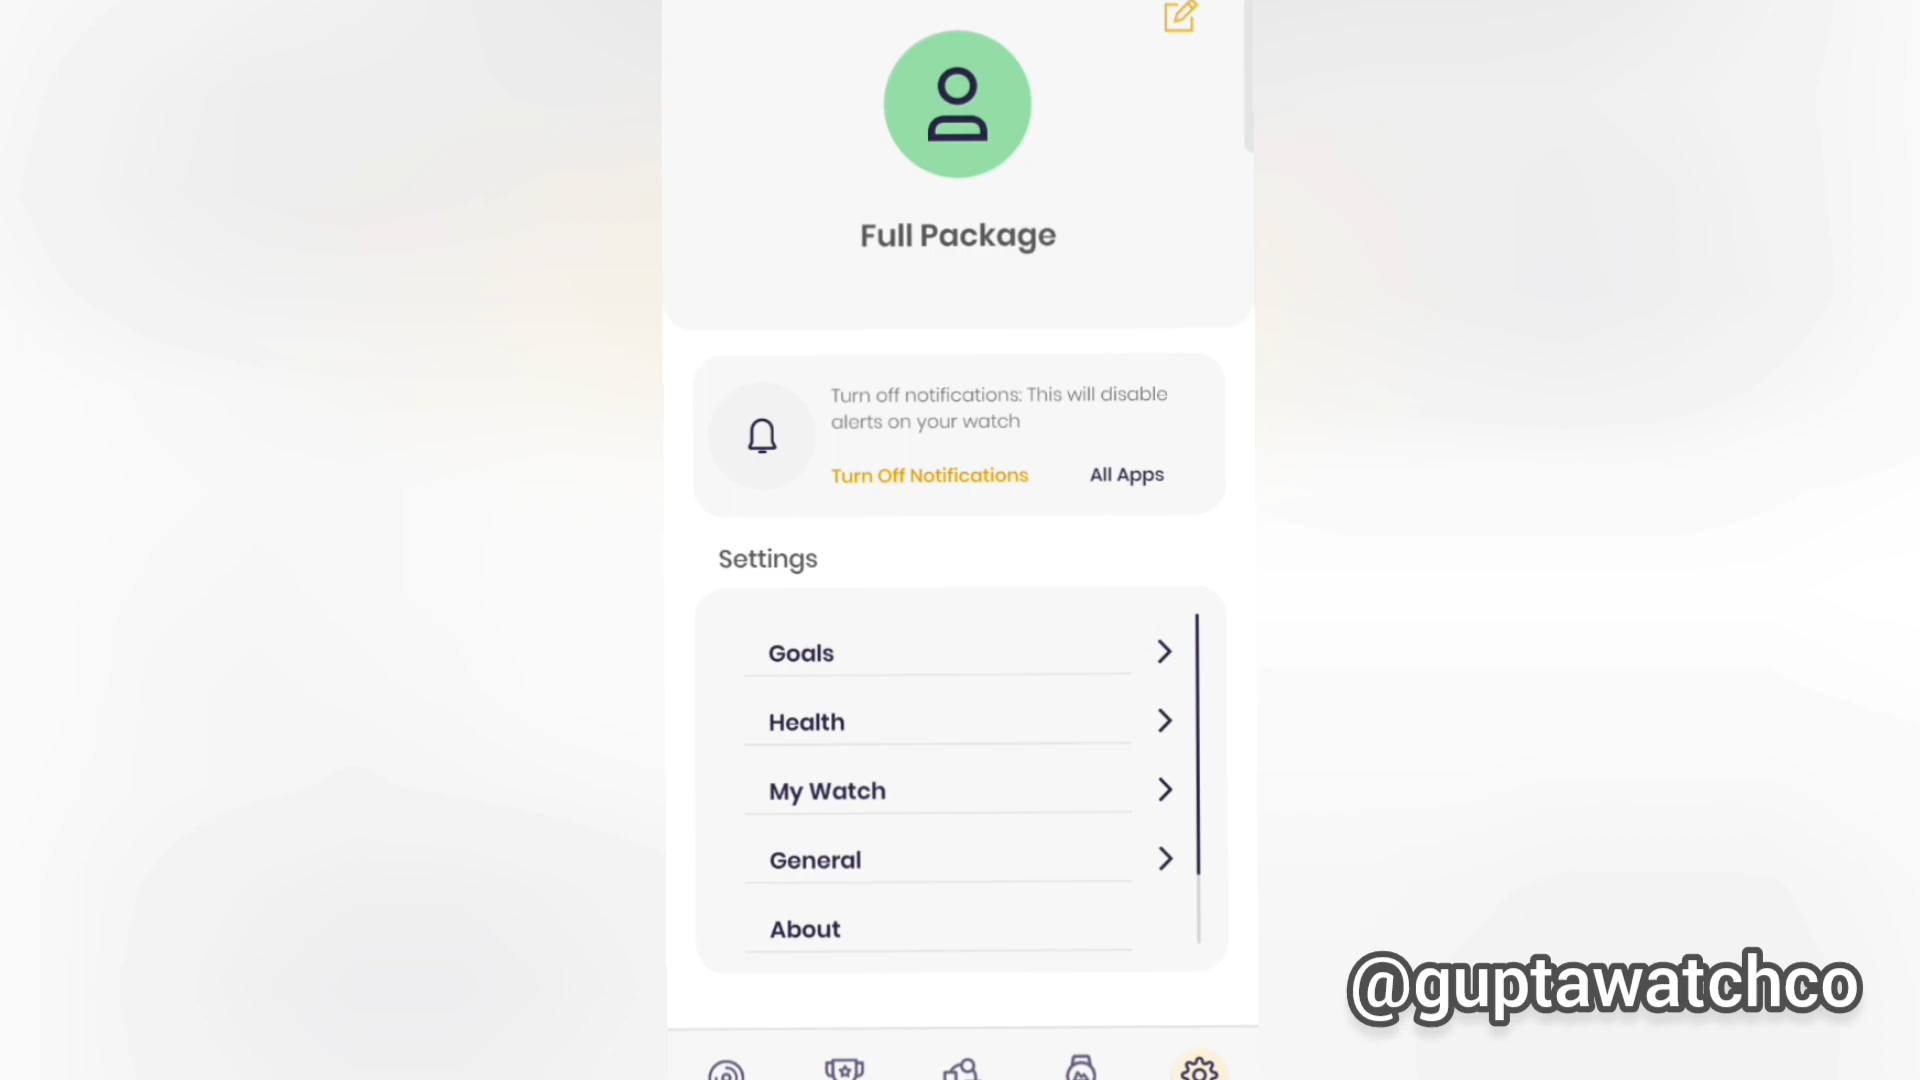 Full Package
Turn off notifications: This will disable
alerts on your watch
Turn Off Notifications
All Apps
Settings
Goals
Health
My Watch
General
About
@guptawatchco